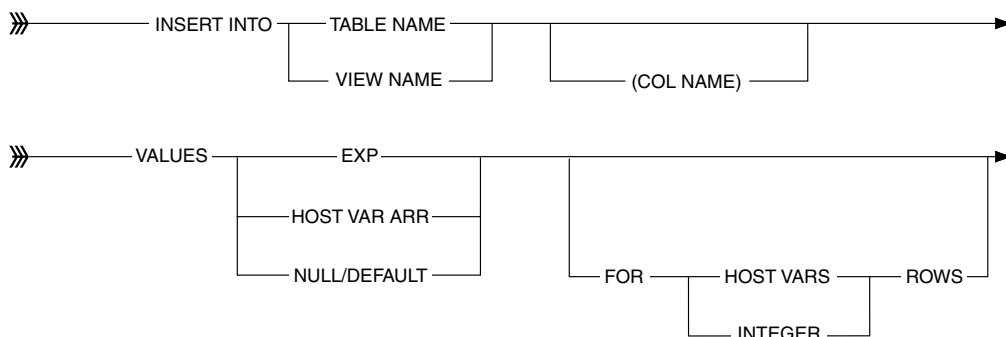 INSERT INTO TABLE NAME
VIEW NAME (COL NAME)
VALUES EXP
HOST VAR ARR
NULL/DEFAULT FOR HOST VARS ROWS
INTEGER